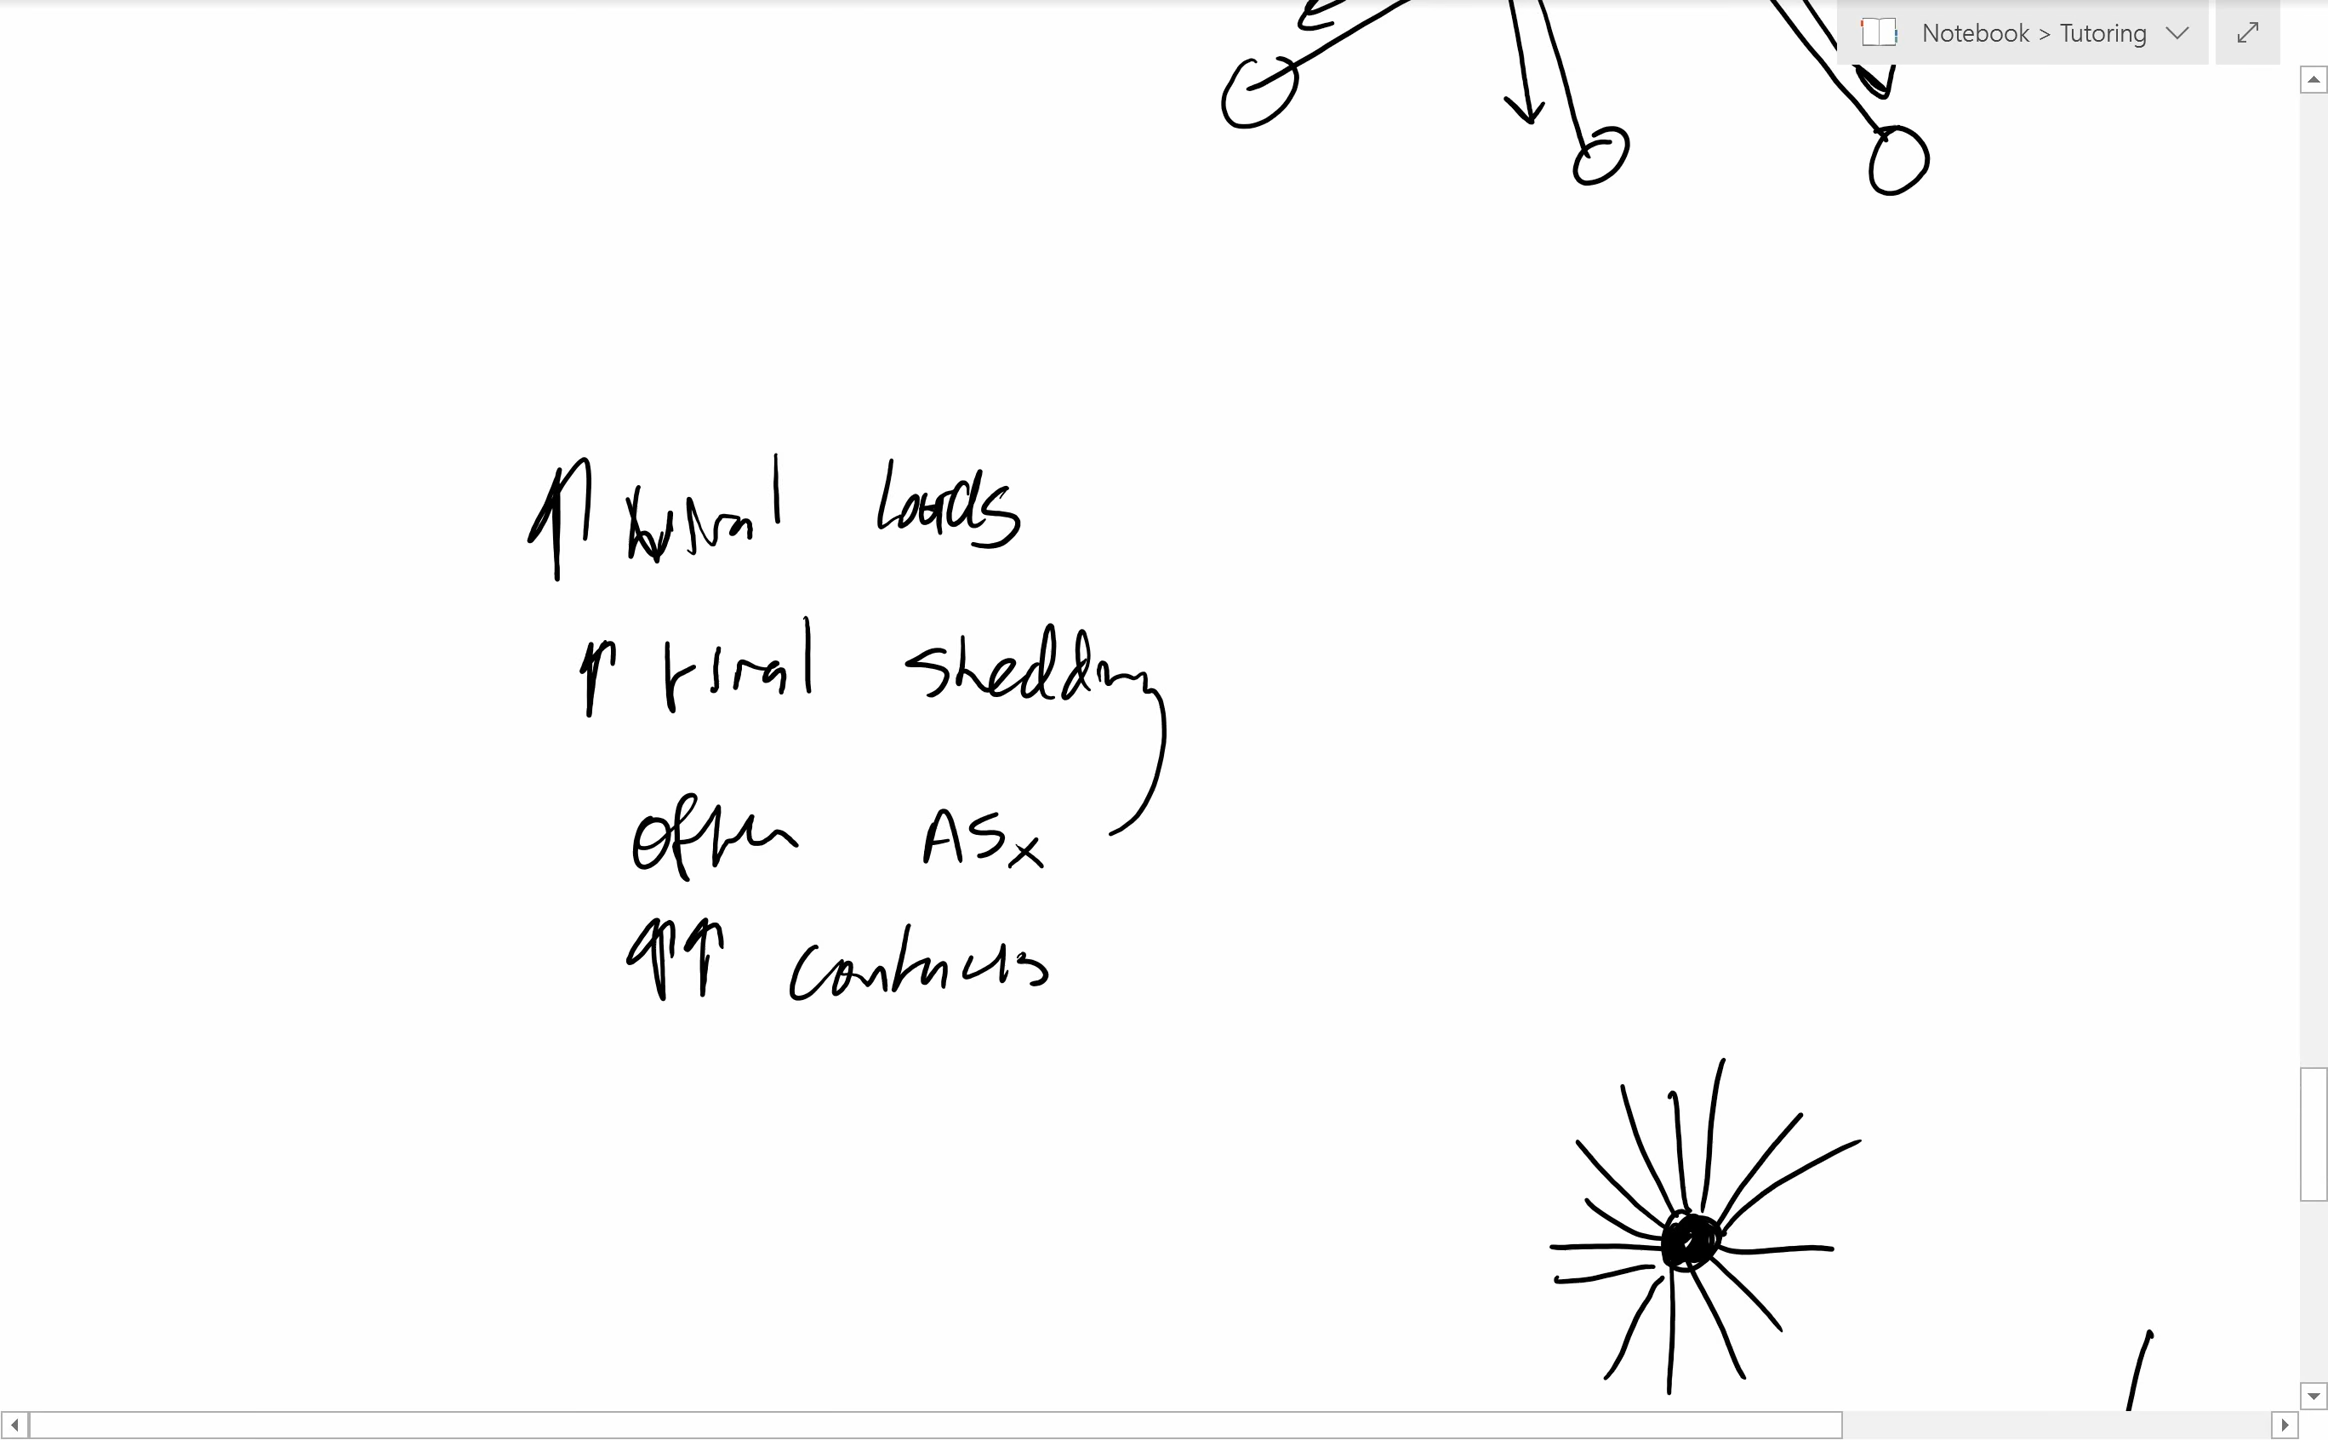 Notebook > Tutoring
↑ viral loads
↑ viral shedding
often ASx
↑↑ contacts